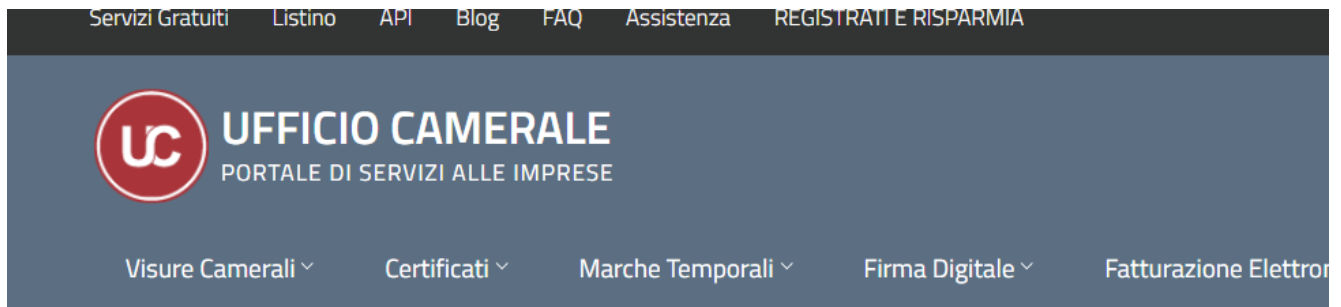 Servizi Gratuiti Listino API Blog FAQ Assistenza REGISTRATI E RISPARMIA
UC
UFFICIO CAMERALE
PORTALE DI SERVIZI ALLE IMPRESE
Visure Camerali Certificati Marche Temporali Firma Digitale Fatturazione